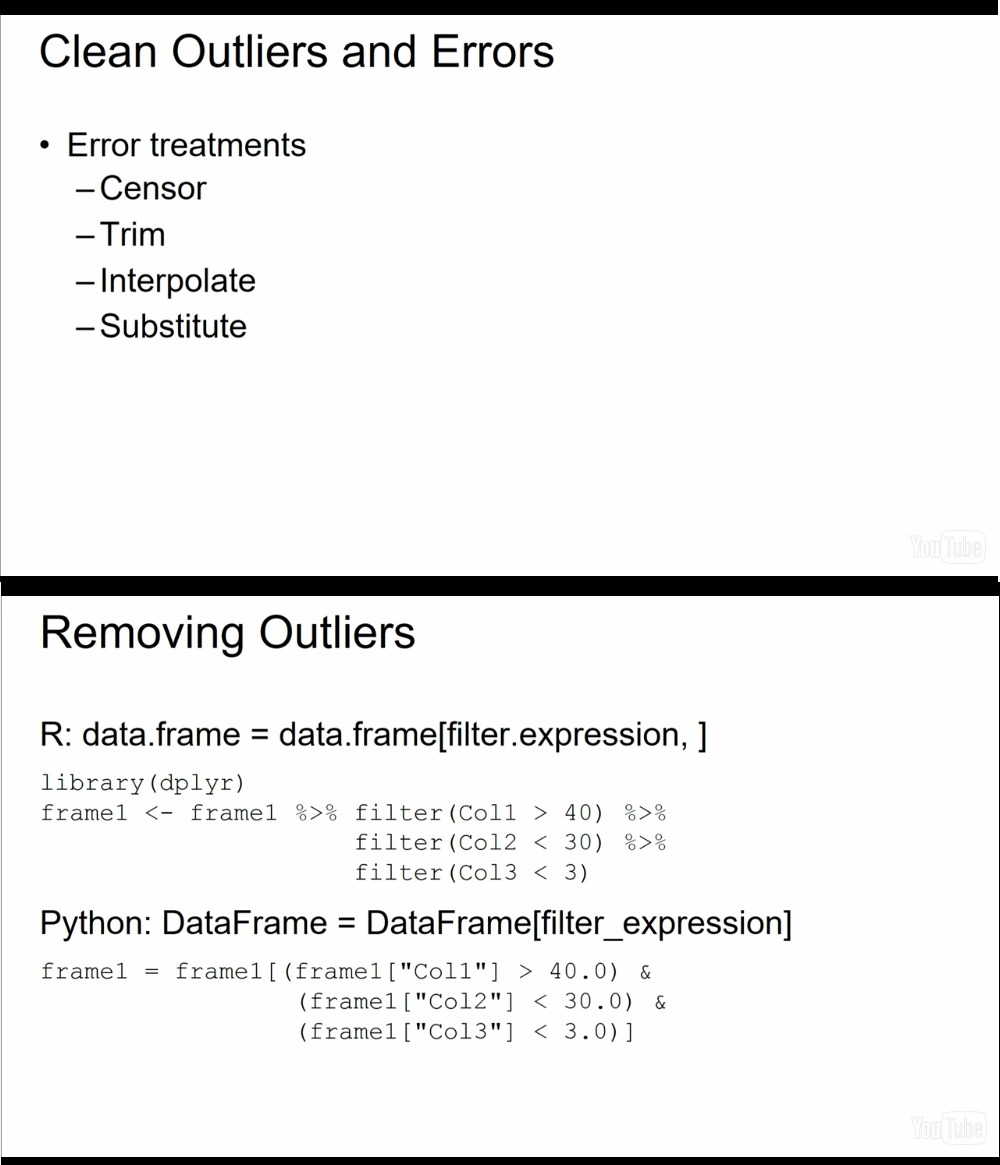 Clean Outliers and Errors
• Error treatments
– Censor
– Trim
– Interpolate
– Substitute
YouTube
Removing Outliers
R: data.frame = data.frame[filter.expression, ]
library(dplyr)
frame1 <- frame1 %>% filter(Col1 > 40) %>%
filter(Col2 < 30) %>%
filter(Col3 < 3)
Python: DataFrame = DataFrame[filter_expression]
frame1 = frame1[(frame1["Col1"] > 40.0) &
(frame1["Col2"] < 30.0) &
(frame1["Col3"] < 3.0)]
YouTube